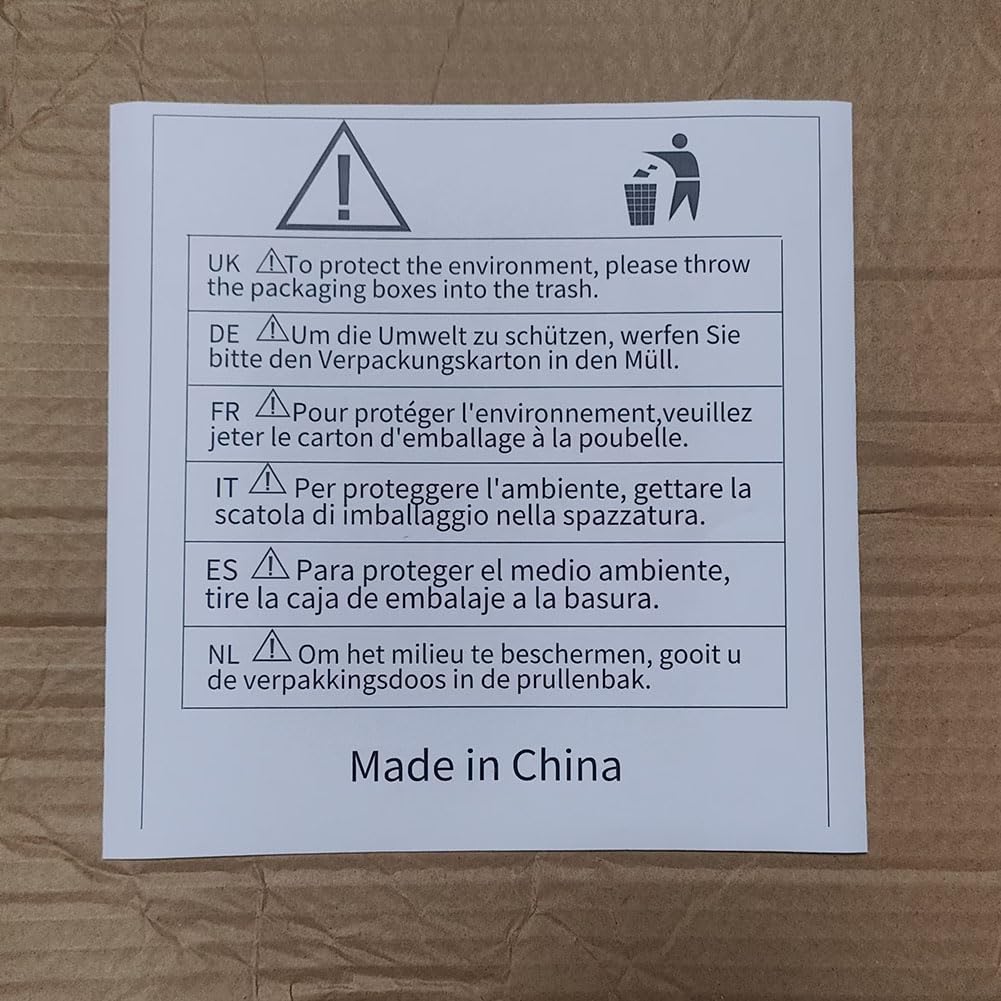 UK ⚠To protect the environment, please throw
the packaging boxes into the trash.
DE ⚠Um die Umwelt zu schützen, werfen Sie
bitte den Verpackungskarton in den Müll.
FR ⚠Pour protéger l'environnement,veuillez
jeter le carton d'emballage à la poubelle.
IT ⚠ Per proteggere l'ambiente, gettare la
scatola di imballaggio nella spazzatura.
ES ⚠ Para proteger el medio ambiente,
tire la caja de embalaje a la basura.
NL ⚠ Om het milieu te beschermen, gooit u
de verpakkingsdoos in de prullenbak.
Made in China